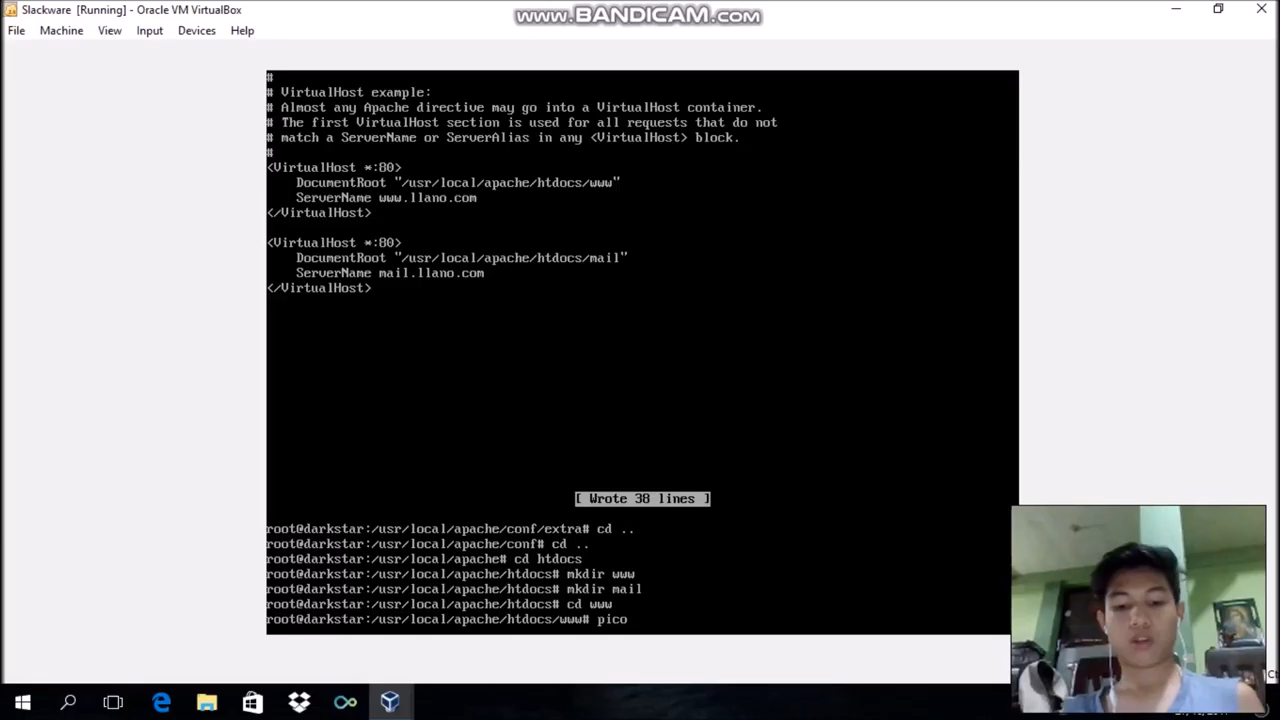 Slackware [Running] - Oracle VM VirtualBox
www.BANDICAM.com
File Machine View Input Devices Help
#
# VirtualHost example:
# Almost any Apache directive may go into a VirtualHost container.
# The first VirtualHost section is used for all requests that do not
# match a ServerName or ServerAlias in any <VirtualHost> block.
#
<VirtualHost *:80>
    DocumentRoot "/usr/local/apache/htdocs/www"
    ServerName www.llano.com
</VirtualHost>
<VirtualHost *:80>
    DocumentRoot "/usr/local/apache/htdocs/mail"
    ServerName mail.llano.com
</VirtualHost>
[ Wrote 38 lines ]
root@darkstar:/usr/local/apache/conf/extra# cd ..
root@darkstar:/usr/local/apache/conf# cd ..
root@darkstar:/usr/local/apache# cd htdocs
root@darkstar:/usr/local/apache/htdocs# mkdir www
root@darkstar:/usr/local/apache/htdocs# mkdir mail
root@darkstar:/usr/local/apache/htdocs# cd www
root@darkstar:/usr/local/apache/htdocs/www# pico